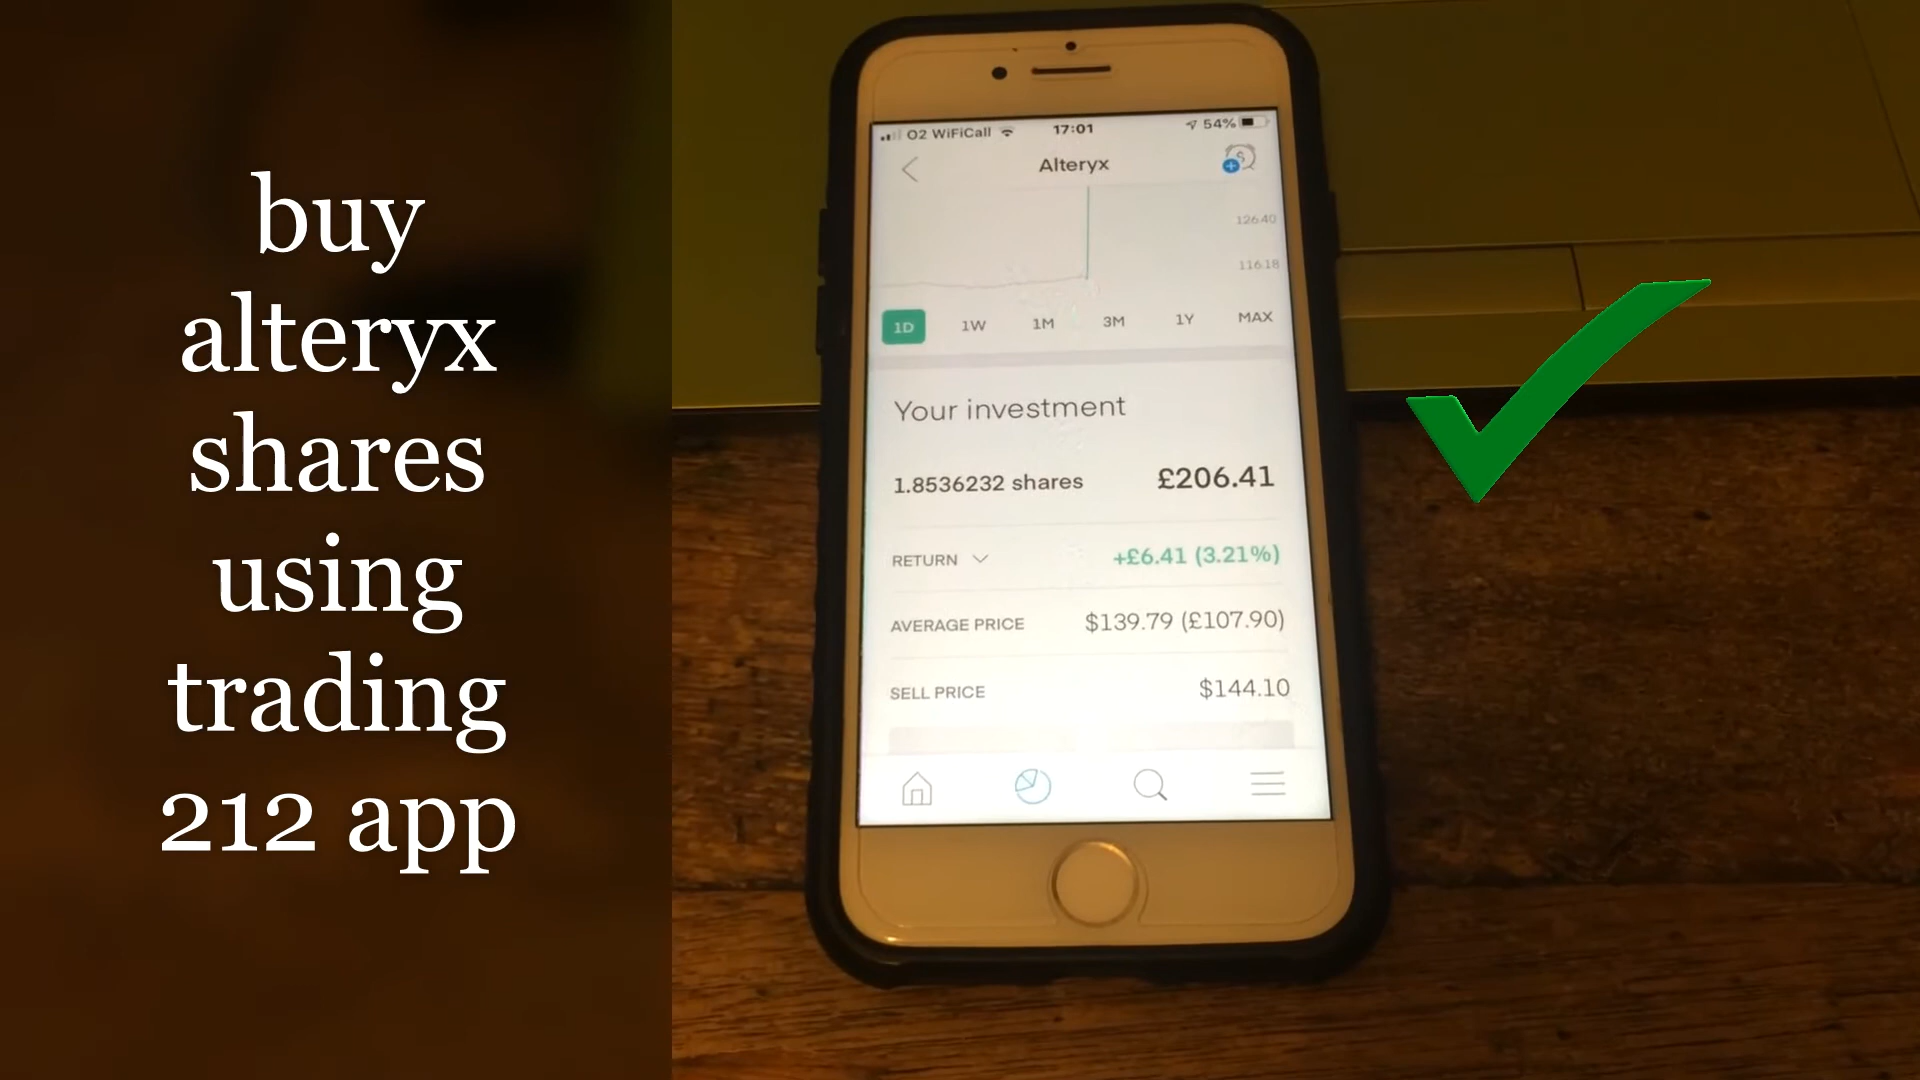 buy
alteryx
shares
using
trading
212 app
O2 WiFiCall 17:01 54%
Alteryx
126.40
116.18
1D 1W 1M 3M 1Y MAX
Your investment
1.8536232 shares £206.41
RETURN +£6.41 (3.21%)
AVERAGE PRICE $139.79 (£107.90)
SELL PRICE $144.10